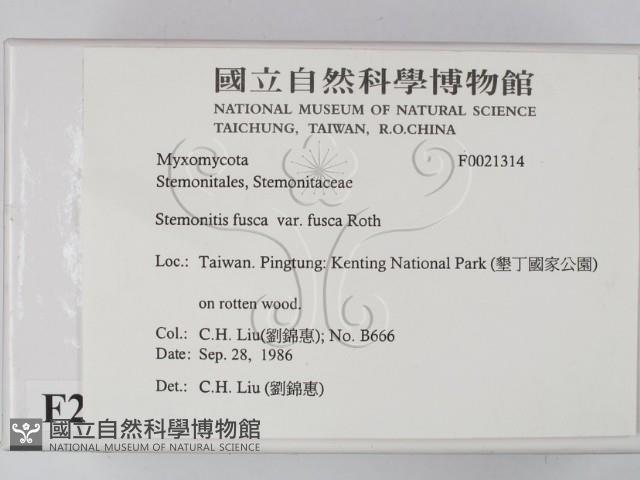 國立自然科學博物館
NATIONAL MUSEUM OF NATURAL SCIENCE
TAICHUNG, TAIWAN, R.O.CHINA
Myxomycota F0021314
Stemonitales, Stemonitaceae
Stemonitis fusca var. fusca Roth
Loc.: Taiwan. Pingtung: Kenting National Park (墾丁國家公園)
on rotten wood.
Col.: C.H. Liu(劉錦惠); No. B666
Date: Sep. 28, 1986
Det.: C.H. Liu (劉錦惠)
F2
國立自然科學博物館
NATIONAL MUSEUM OF NATURAL SCIENCE